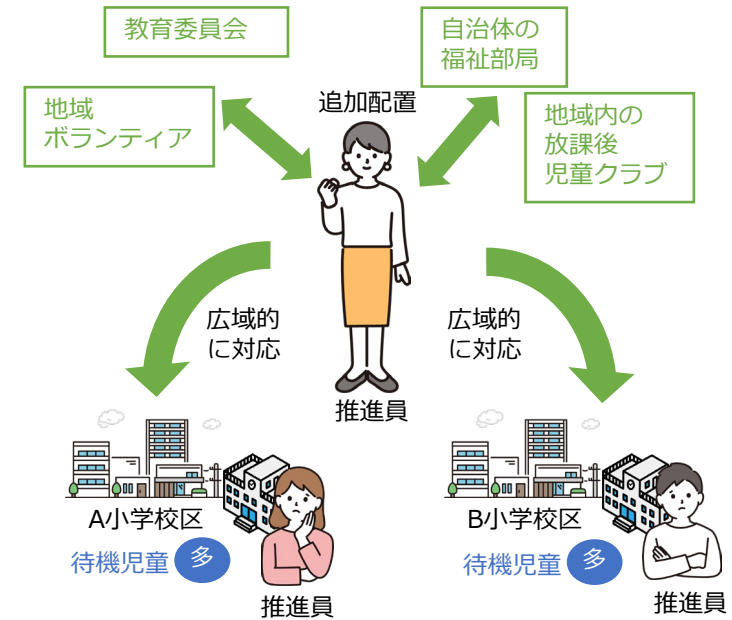 教育委員会
自治体の
福祉部局
地域
ボランティア
追加配置
地域内の
放課後
児童クラブ
広域的
に対応
広域的
に対応
推進員
A小学校区
待機児童 多
推進員
B小学校区
待機児童 多
推進員